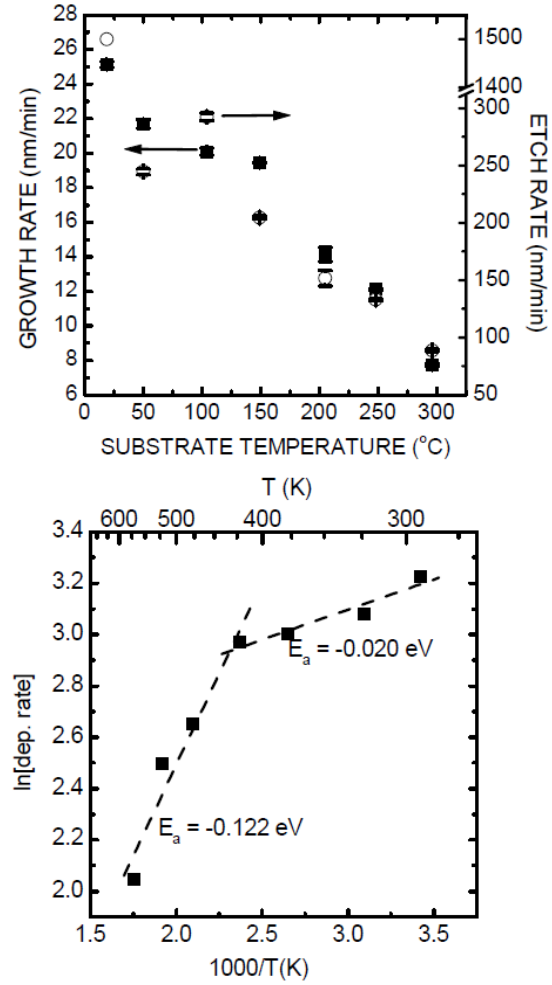 28
26
24
22
20
18
16
14
12
10
8
6
GROWTH RATE (nm/min)
1500
1400
300
250
200
150
100
50
ETCH RATE (nm/min)
0 50 100 150 200 250 300
SUBSTRATE TEMPERATURE (°C)
T (K)
600 500 400 300
3.4
3.2
3.0
2.8
2.6
2.4
2.2
2.0
ln[dep. rate]
Eₐ = -0.020 eV
Eₐ = -0.122 eV
1.5 2.0 2.5 3.0 3.5
1000/T(K)